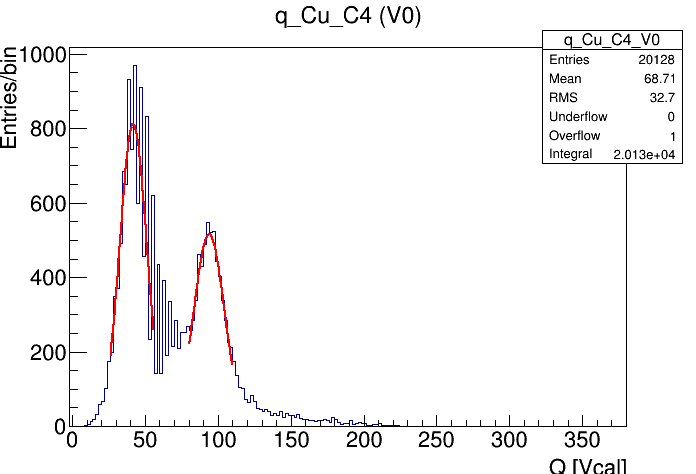 q_Cu_C4 (V0)
q_Cu_C4_V0
Entries 20128
Mean 68.71
RMS 32.7
Underflow 0
Overflow 1
Integral 2.013e+04
Entries/bin
1000
800
600
400
200
0
0 50 100 150 200 250 300 350
Q [Vcal]